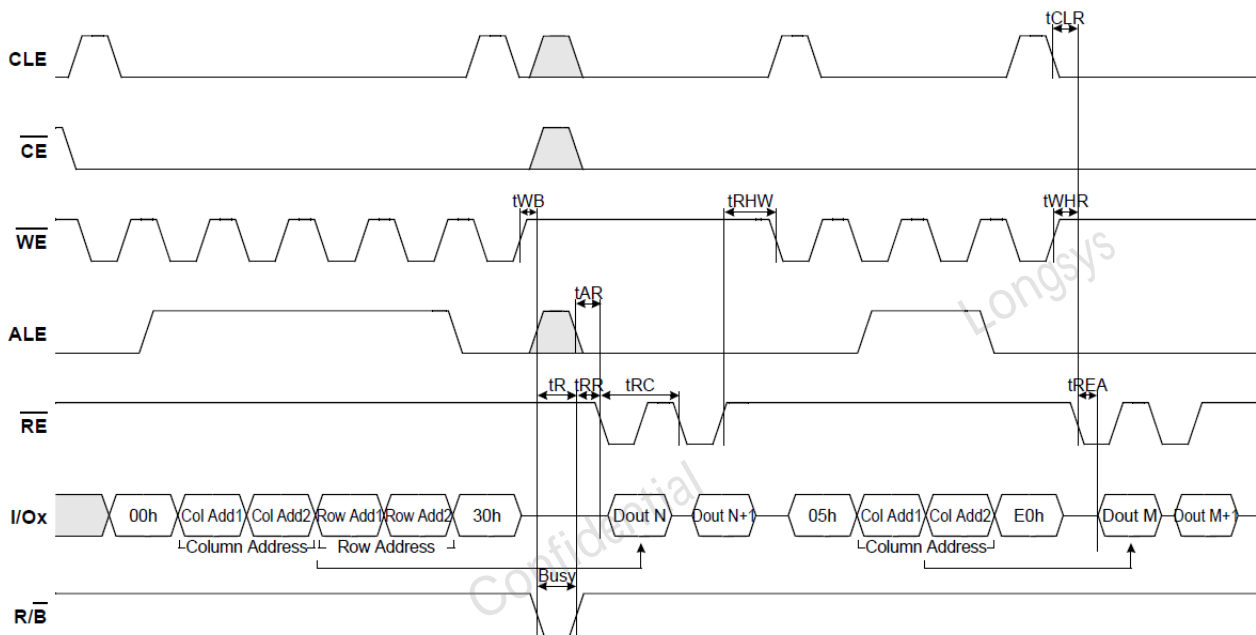 tCLR
CLE
CE
tWB
tRHW
tWHR
WE
tAR
ALE
tR
tRR
tRC
tREA
RE
I/Ox
00h
Col Add1
Col Add2
Row Add1
Row Add2
30h
Dout N
Dout N+1
05h
Col Add1
Col Add2
E0h
Dout M
Dout M+1
Column Address
Row Address
Column Address
Busy
R/B
Longsys
Confidential